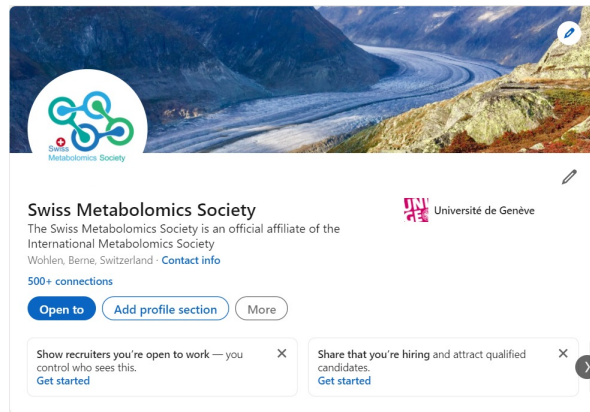 Swiss
Metabolomics Society
Swiss Metabolomics Society
The Swiss Metabolomics Society is an official affiliate of the
International Metabolomics Society
Wohlen, Berne, Switzerland · Contact info
500+ connections
UNI
GE
Université de Genève
Open to
Add profile section
More
Show recruiters you're open to work — you
control who sees this.
Get started
Share that you're hiring and attract qualified
candidates.
Get started